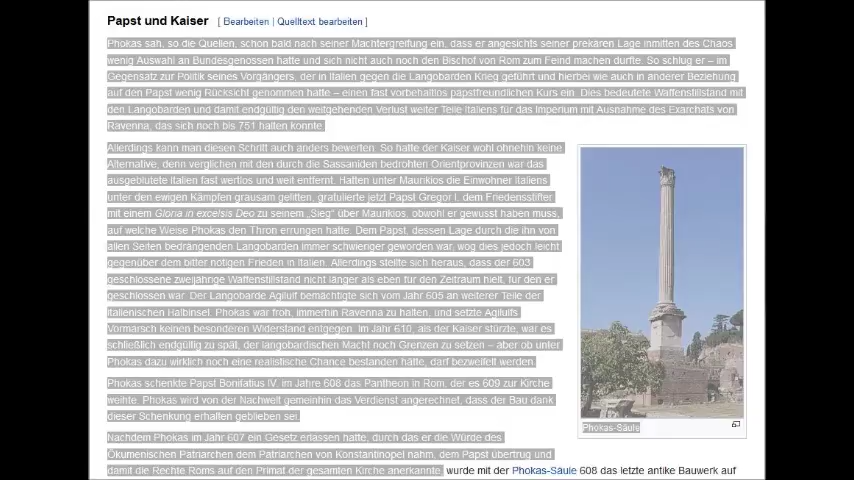 Papst und Kaiser [ Bearbeiten | Quelltext bearbeiten ]
Phokas sah, so die Quellen, schon bald nach seiner Machtergreifung ein, dass er angesichts seiner prekären Lage inmitten des Chaos
wenig Auswahl an Bundesgenossen hatte und sich nicht auch noch den Bischof von Rom zum Feind machen durfte. So schlug er – im
Gegensatz zur Politik seines Vorgängers, der in Italien gegen die Langobarden Krieg geführt und hierbei wie auch in anderer Beziehung
auf den Papst wenig Rücksicht genommen hatte – einen fast vorbehaltlos papstfreundlichen Kurs ein. Dies bedeutete Waffenstillstand mit
den Langobarden und damit endgültig den weitgehenden Verlust weiter Teile Italiens für das Imperium mit Ausnahme des Exarchats von
Ravenna, das sich noch bis 751 halten konnte.
Allerdings kann man diesen Schritt auch anders bewerten. So hatte der Kaiser wohl ohnehin keine
Alternative, denn verglichen mit den durch die Sassaniden bedrohten Orientprovinzen war das
ausgeblutete Italien fast wertlos und weit entfernt. Hatten unter Maurikios die Einwohner Italiens
unter den ewigen Kämpfen grausam gelitten, gratulierte jetzt Papst Gregor I. dem Friedensstifter
mit einem Gloria in excelsis Deo zu seinem „Sieg“ über Maurikios, obwohl er gewusst haben muss,
auf welche Weise Phokas den Thron errungen hatte. Dem Papst, dessen Lage durch die ihn von
allen Seiten bedrängenden Langobarden immer schwieriger geworden war, wog dies jedoch leicht
gegenüber dem bitter nötigen Frieden in Italien. Allerdings stellte sich heraus, dass der 603
geschlossene zweijährige Waffenstillstand nicht länger als eben für den Zeitraum hielt, für den er
geschlossen war. Der Langobarde Agilulf bemächtigte sich vom Jahr 605 an weiterer Teile der
italienischen Halbinsel. Phokas war froh, immerhin Ravenna zu halten, und setzte Agilulfs
Vormarsch keinen besonderen Widerstand entgegen. Im Jahr 610, als der Kaiser stürzte, war es
schließlich endgültig zu spät, der langobardischen Macht noch Grenzen zu setzen – aber ob unter
Phokas dazu wirklich noch eine realistische Chance bestanden hätte, darf bezweifelt werden.
Phokas schenkte Papst Bonifatius IV. im Jahre 608 das Pantheon in Rom, der es 609 zur Kirche
weihte. Phokas wird von der Nachwelt gemeinhin das Verdienst angerechnet, dass der Bau dank
dieser Schenkung erhalten geblieben sei.
Phokas-Säule
Nachdem Phokas im Jahr 607 ein Gesetz erlassen hatte, durch das er die Würde des
Ökumenischen Patriarchen dem Patriarchen von Konstantinopel nahm, dem Papst übertrug und
damit die Rechte Roms auf den Primat der gesamten Kirche anerkannte, wurde mit der Phokas-Säule 608 das letzte antike Bauwerk auf